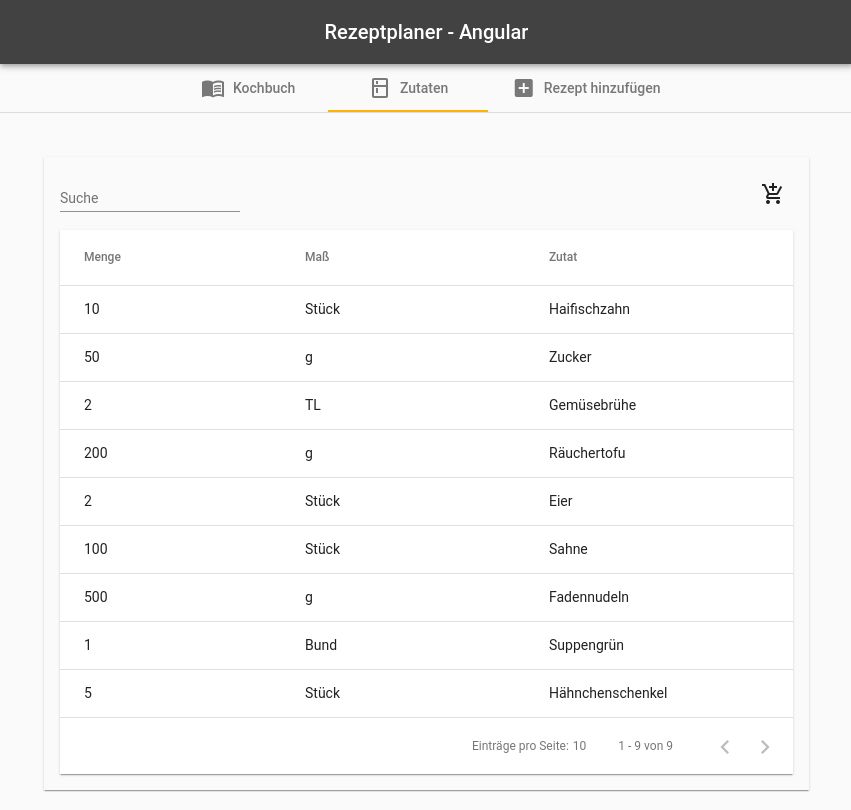 Rezeptplaner - Angular
Kochbuch Zutaten Rezept hinzufügen
Suche
Menge Maß Zutat
10 Stück Haifischzahn
50 g Zucker
2 TL Gemüsebrühe
200 g Räuchertofu
2 Stück Eier
100 Stück Sahne
500 g Fadennudeln
1 Bund Suppengrün
5 Stück Hähnchenschenkel
Einträge pro Seite: 10 1 - 9 von 9